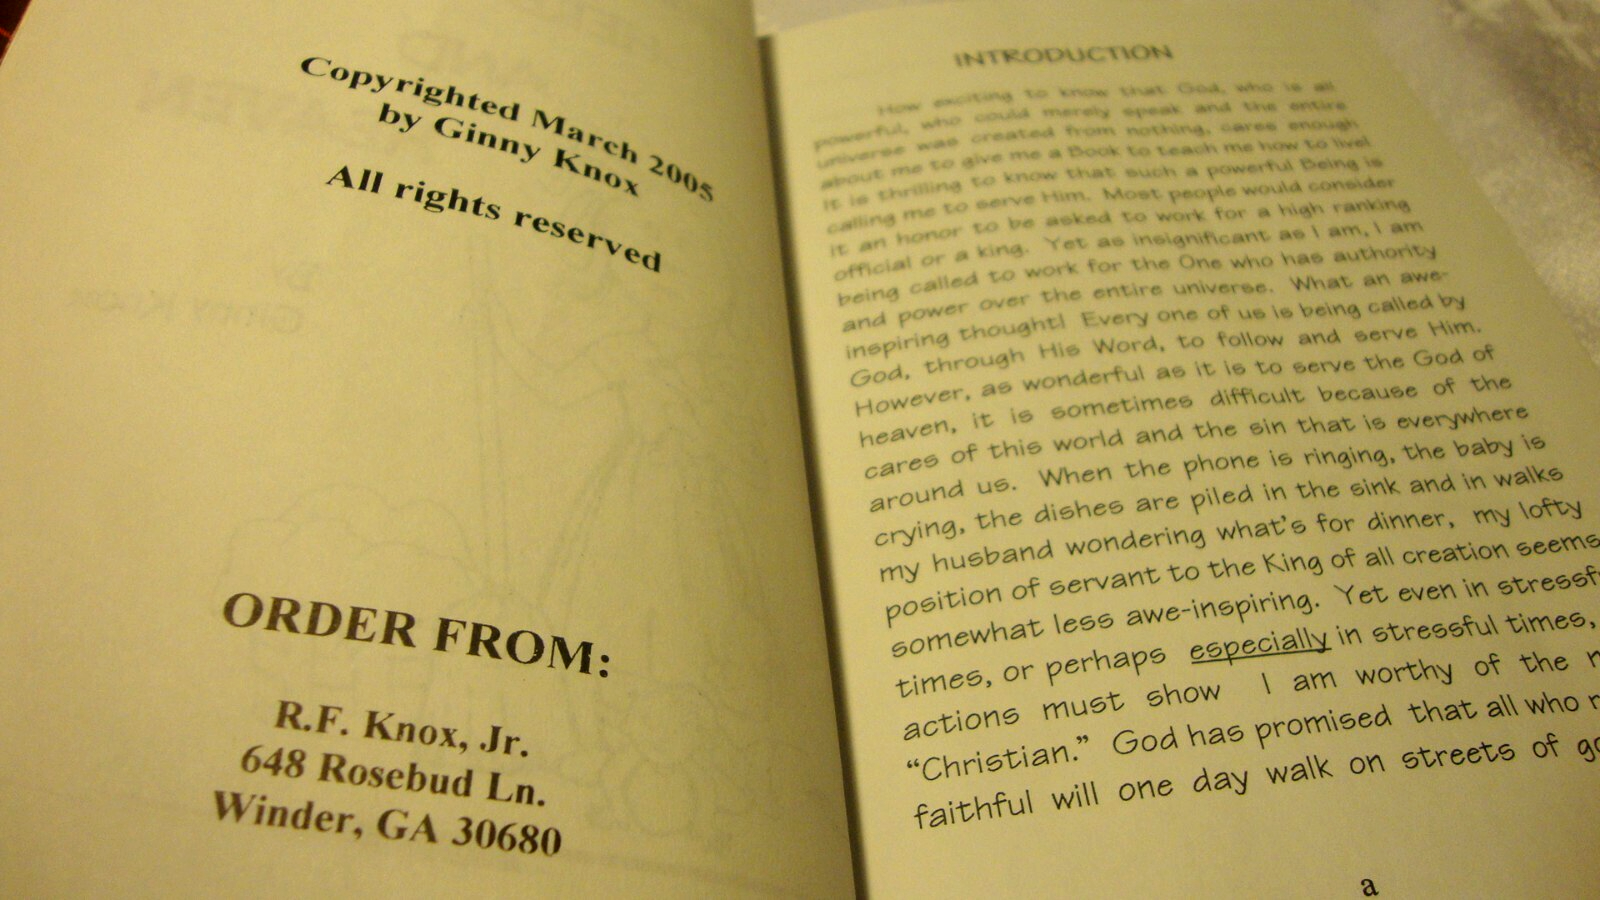 Copyrighted March 2005
by Ginny Knox
All rights reserved
ORDER FROM:
R.F. Knox, Jr.
648 Rosebud Ln.
Winder, GA 30680
INTRODUCTION
How exciting to know that God, who is all
powerful, who could merely speak and the entire
universe was created from nothing, cares enough
about me to give me a Book to teach me how to live!
It is thrilling to know that such a powerful Being is
calling me to serve Him. Most people would consider
it an honor to be asked to work for a high ranking
official or a king. Yet as insignificant as I am, I am
being called to work for the One who has authority
and power over the entire universe. What an awe-
inspiring thought! Every one of us is being called by
God, through His Word, to follow and serve Him.
However, as wonderful as it is to serve the God of
heaven, it is sometimes difficult because of the
cares of this world and the sin that is everywhere
around us. When the phone is ringing, the baby is
crying, the dishes are piled in the sink and in walks
my husband wondering what's for dinner, my lofty
position of servant to the King of all creation seems
somewhat less awe-inspiring. Yet even in
times, or perhaps especially in stressful times,
actions must show I am worthy of the
“Christian.” God has promised that all who
faithful will one day walk on streets of
a